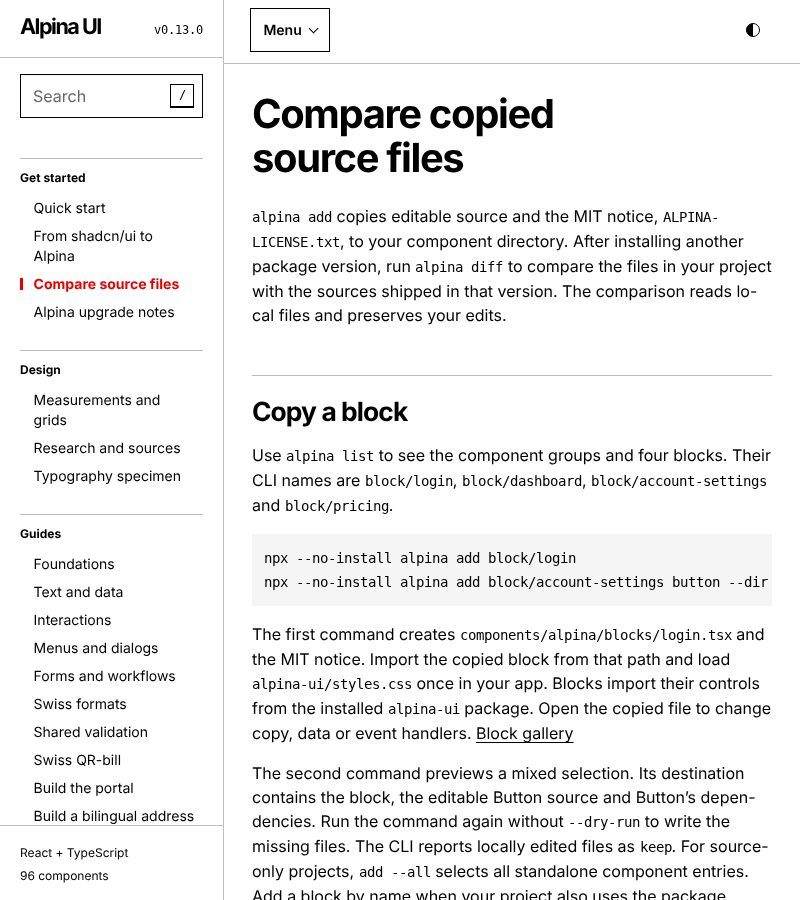 Alpina UI
v0.13.0
Search
/
Get started
Quick start
From shadcn/ui to
Alpina
Compare source files
Alpina upgrade notes
Design
Measurements and
grids
Research and sources
Typography specimen
Guides
Foundations
Text and data
Interactions
Menus and dialogs
Forms and workflows
Swiss formats
Shared validation
Swiss QR-bill
Build the portal
Build a bilingual address
React + TypeScript
96 components
Menu
Compare copied
source files
alpina add copies editable source and the MIT notice, ALPINA-
LICENSE.txt, to your component directory. After installing another
package version, run alpina diff to compare the files in your project
with the sources shipped in that version. The comparison reads lo-
cal files and preserves your edits.
Copy a block
Use alpina list to see the component groups and four blocks. Their
CLI names are block/login, block/dashboard, block/account-settings
and block/pricing.
npx --no-install alpina add block/login
npx --no-install alpina add block/account-settings button --dir
The first command creates components/alpina/blocks/login.tsx and
the MIT notice. Import the copied block from that path and load
alpina-ui/styles.css once in your app. Blocks import their controls
from the installed alpina-ui package. Open the copied file to change
copy, data or event handlers. Block gallery
The second command previews a mixed selection. Its destination
contains the block, the editable Button source and Button’s depen-
dencies. Run the command again without --dry-run to write the
missing files. The CLI reports locally edited files as keep. For source-
only projects, add --all selects all standalone component entries.
Add a block by name when your project also uses the package